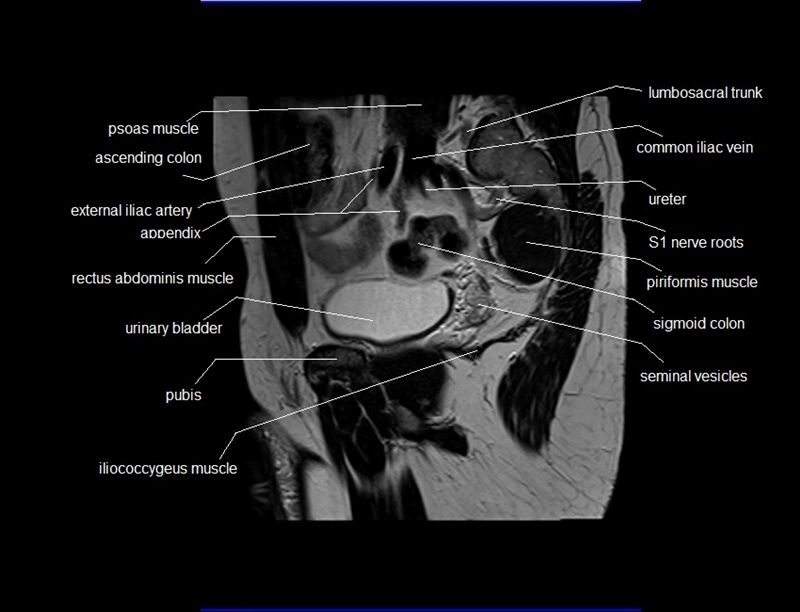 psoas muscle
ascending colon
external iliac artery
appendix
rectus abdominis muscle
urinary bladder
pubis
iliococcygeus muscle
lumbosacral trunk
common iliac vein
ureter
S1 nerve roots
piriformis muscle
sigmoid colon
seminal vesicles